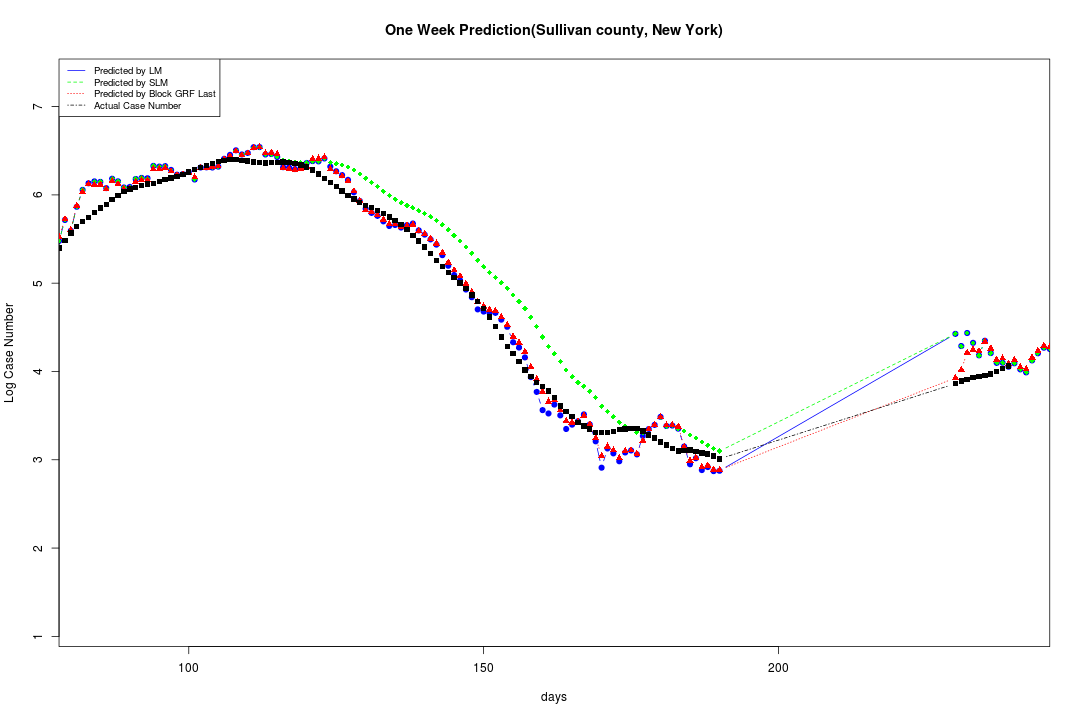 One Week Prediction(Sullivan county, New York)
Predicted by LM
Predicted by SLM
Predicted by Block GRF Last
Actual Case Number
7
6
5
4
3
2
1
Log Case Number
100 150 200
days